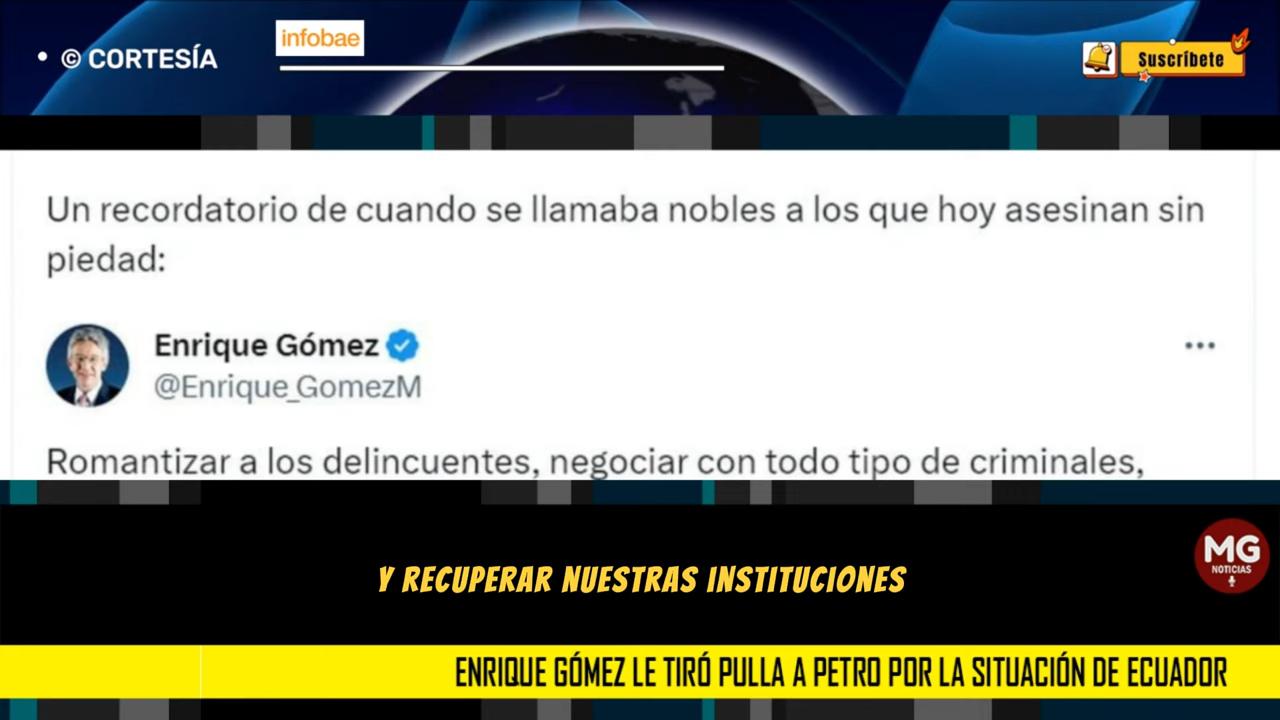 • © CORTESÍA
infobae
Suscríbete
Un recordatorio de cuando se llamaba nobles a los que hoy asesinan sin
piedad:
Enrique Gómez
@Enrique_GomezM
Romantizar a los delincuentes, negociar con todo tipo de criminales,
MG
NOTICIAS
Y RECUPERAR NUESTRAS INSTITUCIONES
ENRIQUE GÓMEZ LE TIRÓ PULLA A PETRO POR LA SITUACIÓN DE ECUADOR